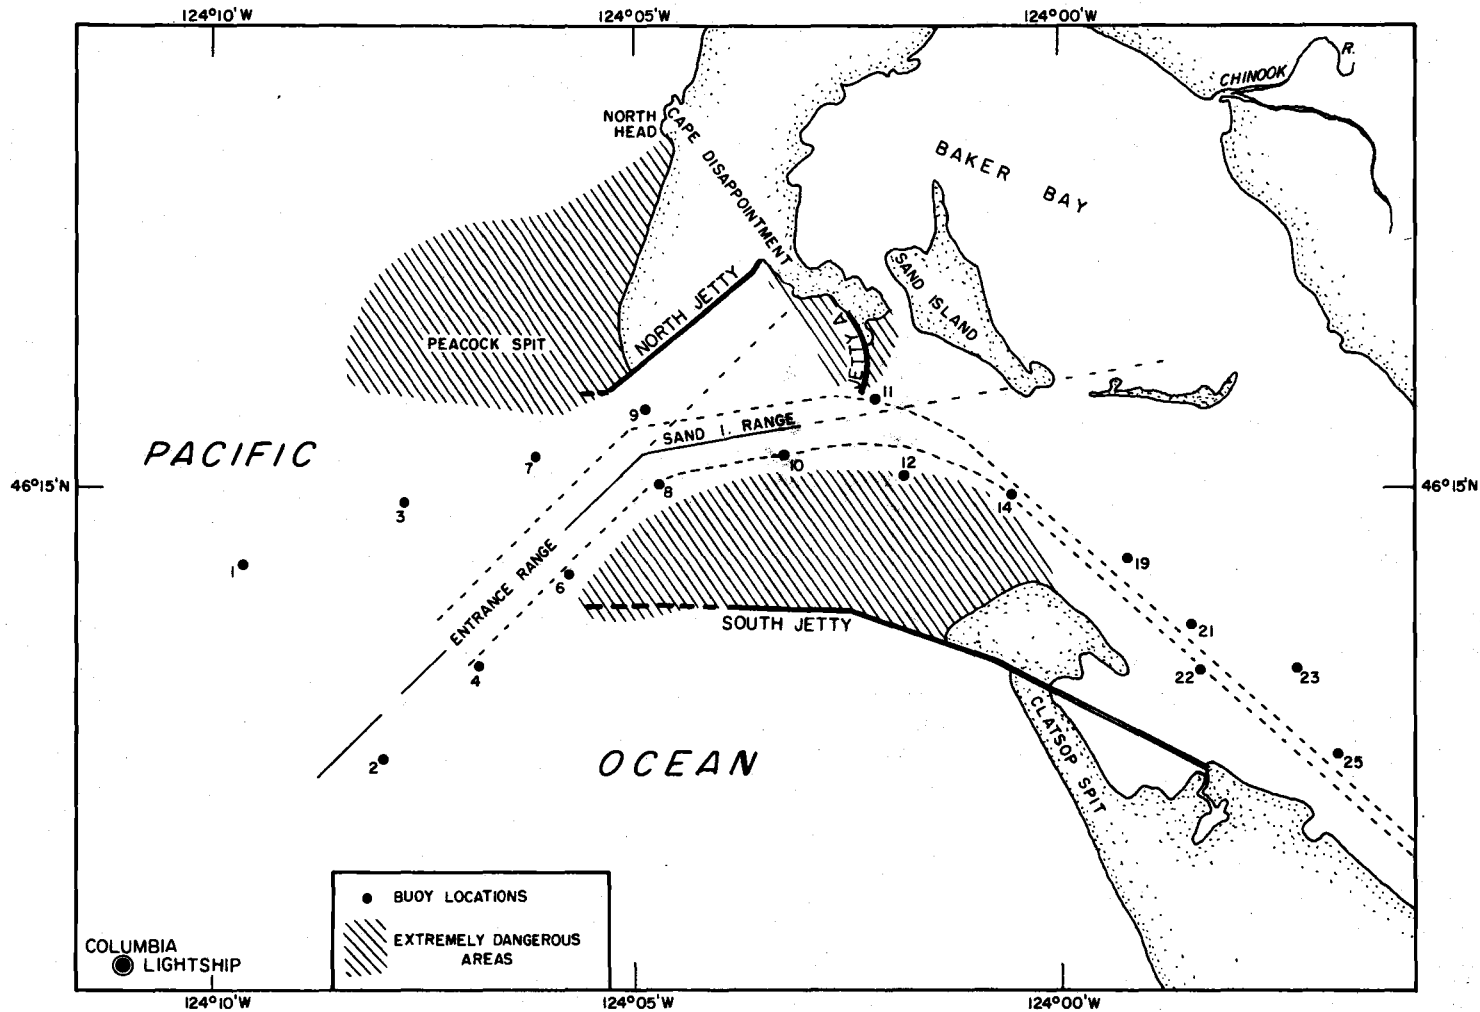 124°10'W
124°05'W
124°00'W
CHINOOK
R.
NORTH
HEAD
CAPE DISAPPOINTMENT
BAKER BAY
SAND ISLAND
NORTH JETTY
JETTY A
PEACOCK SPIT
11
9
SAND I. RANGE
PACIFIC
7
10
12
46°15'N
8
46°15'N
3
14
1
ENTRANCE RANGE
6
19
SOUTH JETTY
21
4
22
23
CLATSOP SPIT
OCEAN
2
25
BUOY LOCATIONS
EXTREMELY DANGEROUS
AREAS
COLUMBIA
LIGHTSHIP
124°10'W
124°05'W
124°00'W